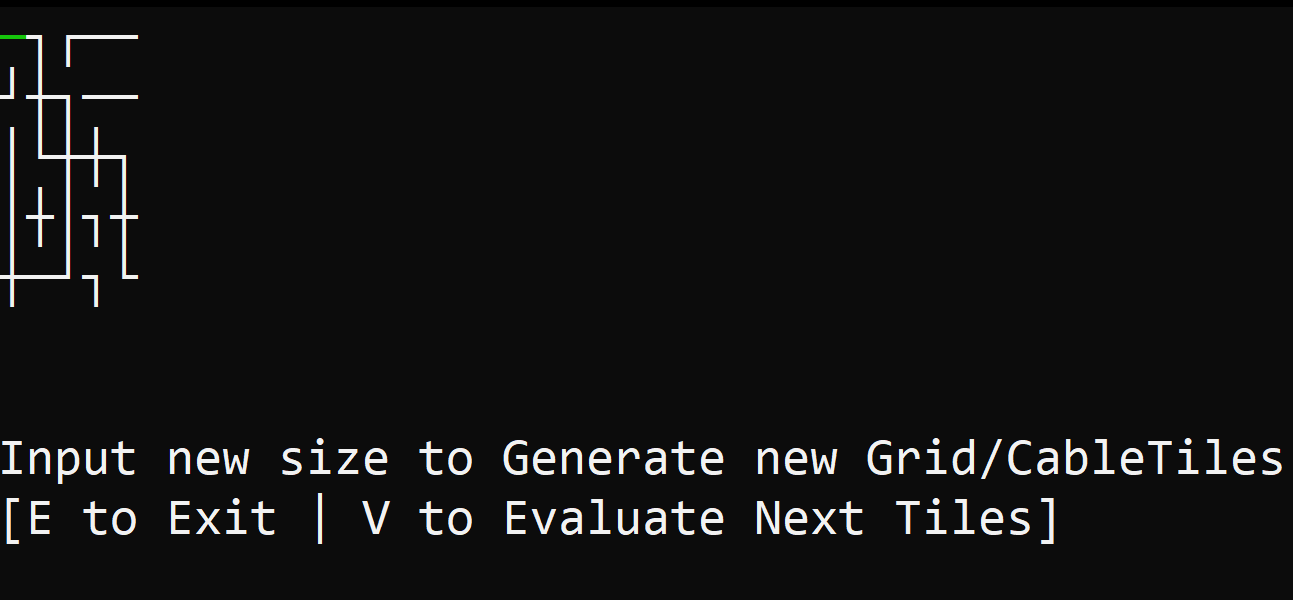 Input new size to Generate new Grid/CableTiles
[E to Exit | V to Evaluate Next Tiles]